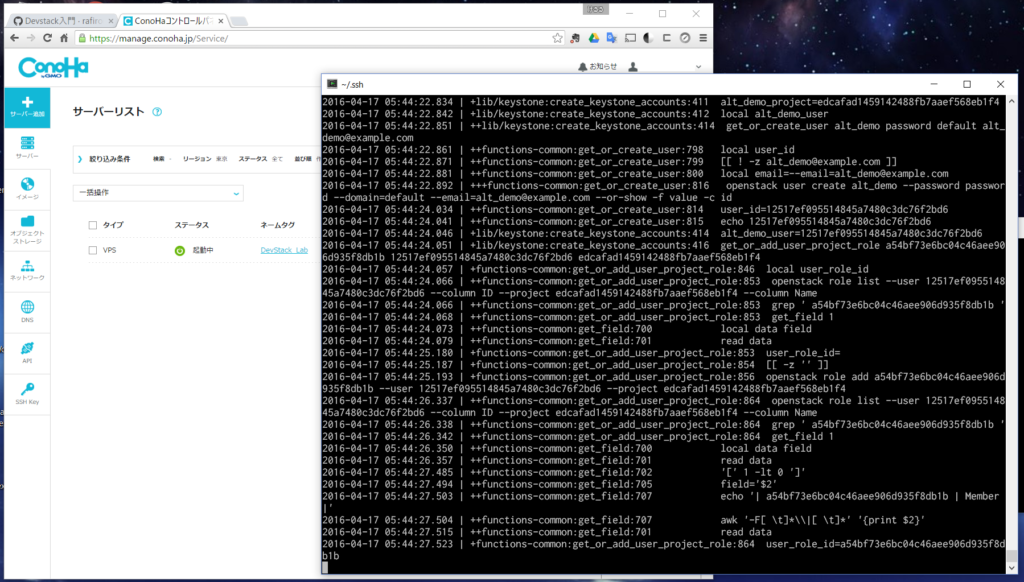 Devstack入門 - rafirs
ConoHaコントロールパネ
https://manage.conoha.jp/Service/
ConoHa
by GMO
お知らせ
サーバー追加
サーバー
イメージ
オブジェクト
ストレージ
ネットワーク
DNS
API
SSH Key
サーバーリスト
絞り込み条件 検索 - リージョン 東京 ステータス 全て 並び順
一括操作
タイプ ステータス ネームタグ
VPS 起動中 DevStack_Lab
~/.ssh
2016-04-17 05:44:22.834 | +lib/keystone:create_keystone_accounts:411 alt_demo_project=edcafad1459142488fb7aaef568eb1f4
2016-04-17 05:44:22.842 | ++lib/keystone:create_keystone_accounts:412 local alt_demo_user
2016-04-17 05:44:22.851 | ++lib/keystone:create_keystone_accounts:414 get_or_create_user alt_demo password default alt_
demo@example.com
2016-04-17 05:44:22.861 | ++functions-common:get_or_create_user:798 local user_id
2016-04-17 05:44:22.871 | ++functions-common:get_or_create_user:799 [[ ! -z alt_demo@example.com ]]
2016-04-17 05:44:22.881 | ++functions-common:get_or_create_user:800 local email=--email=alt_demo@example.com
2016-04-17 05:44:22.892 | +++functions-common:get_or_create_user:816 openstack user create alt_demo --password passwor
d --domain=default --email=alt_demo@example.com --or-show -f value -c id
2016-04-17 05:44:24.034 | ++functions-common:get_or_create_user:814 user_id=12517ef095514845a7480c3dc76f2bd6
2016-04-17 05:44:24.041 | ++functions-common:get_or_create_user:815 echo 12517ef095514845a7480c3dc76f2bd6
2016-04-17 05:44:24.046 | +lib/keystone:create_keystone_accounts:414 alt_demo_user=12517ef095514845a7480c3dc76f2bd6
2016-04-17 05:44:24.051 | +lib/keystone:create_keystone_accounts:416 get_or_add_user_project_role a54bf73e6bc04c46aee90
6d935f8db1b 12517ef095514845a7480c3dc76f2bd6 edcafad1459142488fb7aaef568eb1f4
2016-04-17 05:44:24.057 | +functions-common:get_or_add_user_project_role:846 local user_role_id
2016-04-17 05:44:24.066 | ++functions-common:get_or_add_user_project_role:853 openstack role list --user 12517ef0955148
45a7480c3dc76f2bd6 --column ID --project edcafad1459142488fb7aaef568eb1f4 --column Name
2016-04-17 05:44:24.066 | ++functions-common:get_or_add_user_project_role:853 grep ' a54bf73e6bc04c46aee906d935f8db1b '
2016-04-17 05:44:24.068 | ++functions-common:get_or_add_user_project_role:853 get_field 1
2016-04-17 05:44:24.073 | ++functions-common:get_field:700 local data field
2016-04-17 05:44:24.079 | ++functions-common:get_field:701 read data
2016-04-17 05:44:25.180 | +functions-common:get_or_add_user_project_role:853 user_role_id=
2016-04-17 05:44:25.187 | +functions-common:get_or_add_user_project_role:854 [[ -z '' ]]
2016-04-17 05:44:25.193 | +functions-common:get_or_add_user_project_role:856 openstack role add a54bf73e6bc04c46aee906d
935f8db1b --user 12517ef095514845a7480c3dc76f2bd6 --project edcafad1459142488fb7aaef568eb1f4
2016-04-17 05:44:26.337 | ++functions-common:get_or_add_user_project_role:864 openstack role list --user 12517ef0955148
45a7480c3dc76f2bd6 --column ID --project edcafad1459142488fb7aaef568eb1f4 --column Name
2016-04-17 05:44:26.338 | ++functions-common:get_or_add_user_project_role:864 grep ' a54bf73e6bc04c46aee906d935f8db1b '
2016-04-17 05:44:26.342 | ++functions-common:get_or_add_user_project_role:864 get_field 1
2016-04-17 05:44:26.350 | ++functions-common:get_field:700 local data field
2016-04-17 05:44:26.357 | ++functions-common:get_field:701 read data
2016-04-17 05:44:27.485 | ++functions-common:get_field:702 '[' 1 -lt 0 ']'
2016-04-17 05:44:27.494 | ++functions-common:get_field:705 field='$2'
2016-04-17 05:44:27.503 | ++functions-common:get_field:707 echo '| a54bf73e6bc04c46aee906d935f8db1b | Member
|'
2016-04-17 05:44:27.504 | ++functions-common:get_field:707 awk '-F[ \t]*\\|[ \t]*' '{print $2}'
2016-04-17 05:44:27.515 | ++functions-common:get_field:701 read data
2016-04-17 05:44:27.523 | +functions-common:get_or_add_user_project_role:864 user_role_id=a54bf73e6bc04c46aee906d935f8d
b1b